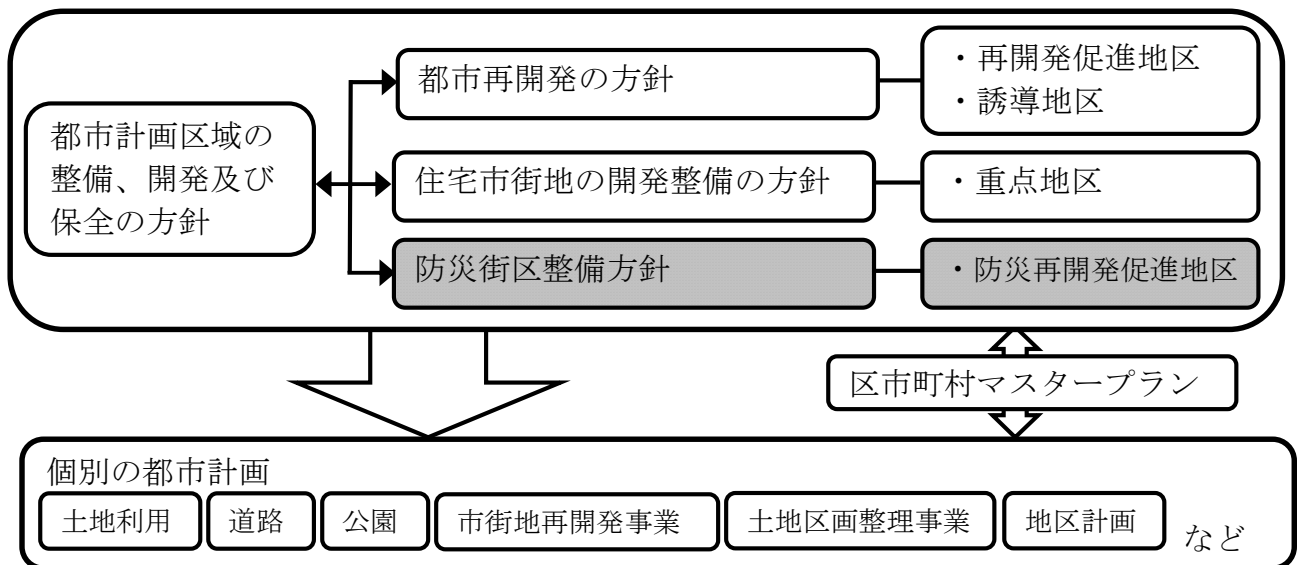 都市計画区域の
整備、開発及び
保全の方針
都市再開発の方針
・再開発促進地区
・誘導地区
住宅市街地の開発整備の方針
・重点地区
防災街区整備方針
・防災再開発促進地区
区市町村マスタープラン
個別の都市計画
土地利用
道路
公園
市街地再開発事業
土地区画整理事業
地区計画
など